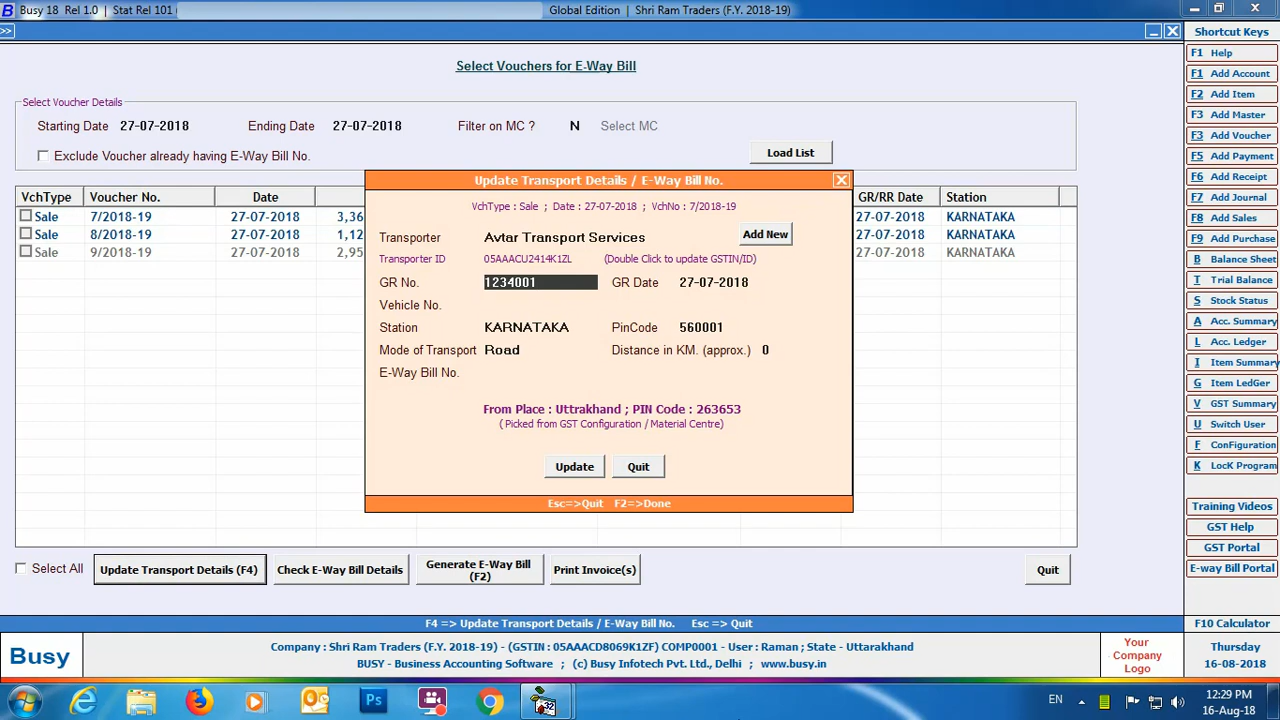 Busy 18 Rel 1.0 | Stat Rel 101 Global Edition | Shri Ram Traders (F.Y. 2018-19)
>>
Select Vouchers for E-Way Bill
Select Voucher Details
Starting Date 27-07-2018 Ending Date 27-07-2018 Filter on MC ? N Select MC
Exclude Voucher already having E-Way Bill No.
Load List
VchType Voucher No. Date GR/RR Date Station
Sale 7/2018-19 27-07-2018 3,36 27-07-2018 KARNATAKA
Sale 8/2018-19 27-07-2018 1,12 27-07-2018 KARNATAKA
Sale 9/2018-19 27-07-2018 2,95 27-07-2018 KARNATAKA
Update Transport Details / E-Way Bill No.
VchType : Sale ; Date : 27-07-2018 ; VchNo : 7/2018-19
Transporter Avtar Transport Services Add New
Transporter ID 05AAACU2414K1ZL (Double Click to update GSTIN/ID)
GR No. 1234001 GR Date 27-07-2018
Vehicle No.
Station KARNATAKA PinCode 560001
Mode of Transport Road Distance in KM. (approx.) 0
E-Way Bill No.
From Place : Uttrakhand ; PIN Code : 263653
( Picked from GST Configuration / Material Centre)
Update Quit
Esc=>Quit F2=>Done
Select All Update Transport Details (F4) Check E-Way Bill Details Generate E-Way Bill (F2) Print Invoice(s) Quit
F4 => Update Transport Details / E-Way Bill No. Esc => Quit
Shortcut Keys
F1 Help
F1 Add Account
F2 Add Item
F3 Add Master
F3 Add Voucher
F5 Add Payment
F6 Add Receipt
F7 Add Journal
F8 Add Sales
F9 Add Purchase
B Balance Sheet
T Trial Balance
S Stock Status
A Acc. Summary
L Acc. Ledger
I Item Summary
G Item LedGer
V GST Summary
U Switch User
F ConFiguration
K LocK Program
Training Videos
GST Help
GST Portal
E-way Bill Portal
F10 Calculator
Busy
Company : Shri Ram Traders (F.Y. 2018-19) - (GSTIN : 05AAACD8069K1ZF) COMP0001 - User : Raman ; State - Uttarakhand
BUSY - Business Accounting Software ; (c) Busy Infotech Pvt. Ltd., Delhi ; www.busy.in
Your Company Logo
Thursday
16-08-2018
Ps
32
EN
12:29 PM
16-Aug-18